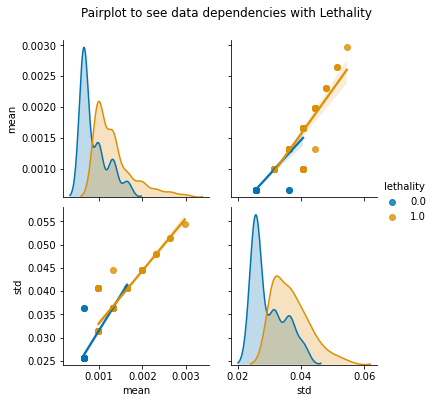 Pairplot to see data dependencies with Lethality
0.0030
0.0025
0.0020
0.0015
0.0010
mean
lethality
0.0
1.0
0.055
0.050
0.045
0.040
0.035
0.030
0.025
std
0.001 0.002 0.003
mean
0.02 0.04 0.06
std